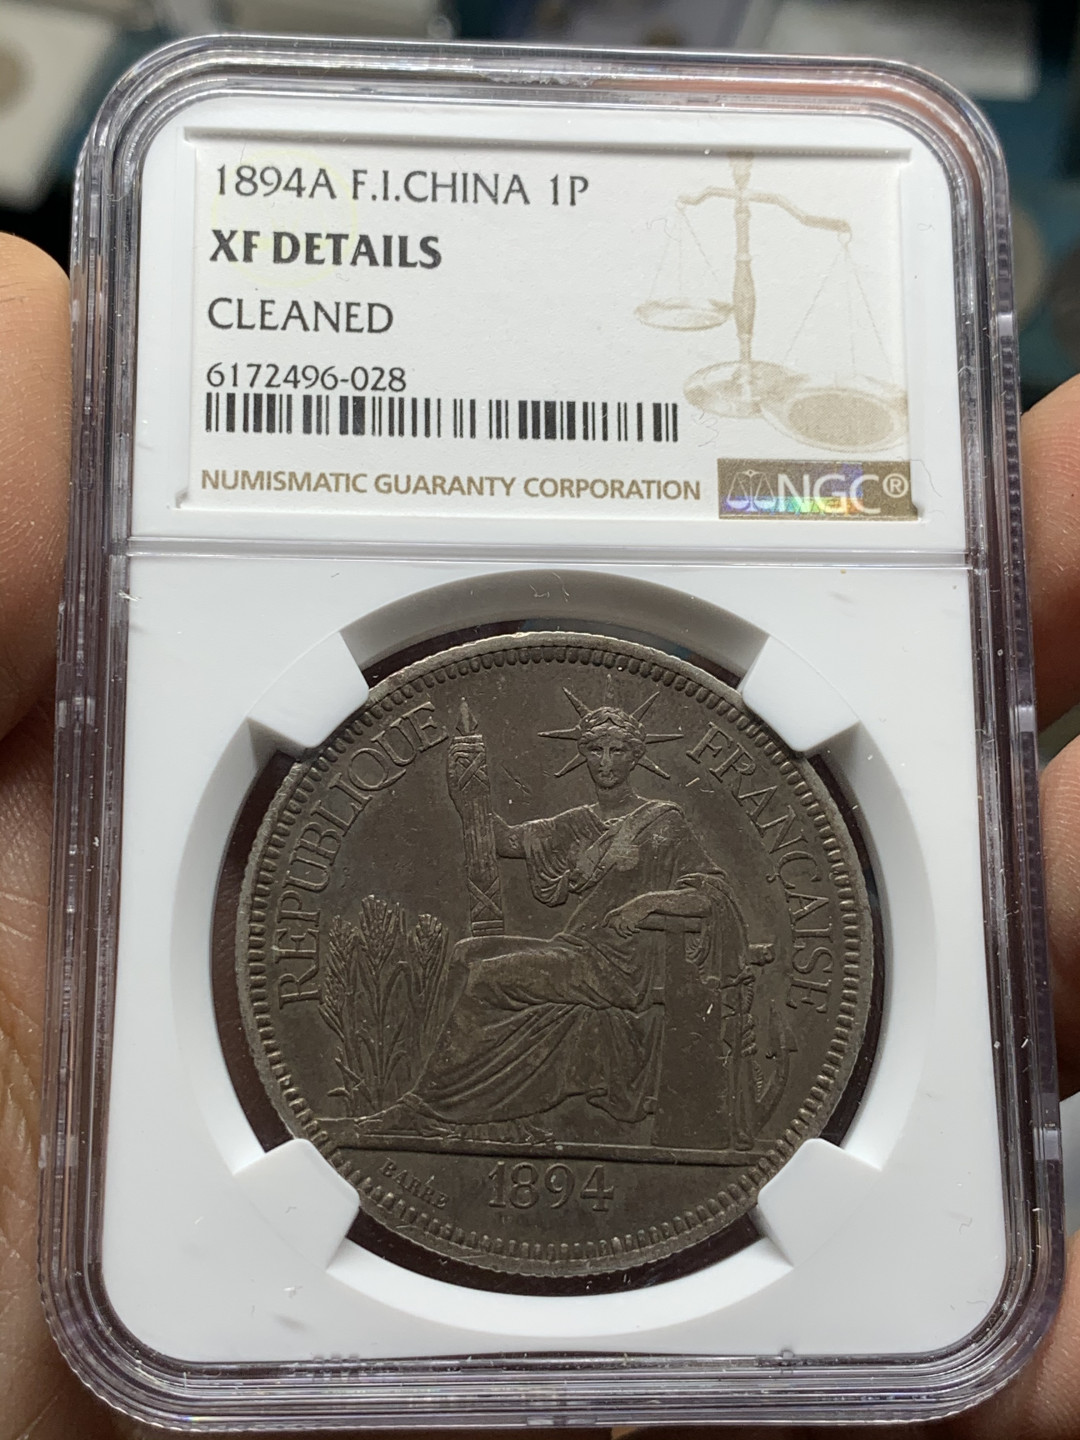 1894A F.I.CHINA 1P
XF DETAILS
CLEANED
6172496-028
NUMISMATIC GUARANTY CORPORATION
NGC®
REPUBLIQUE FRANÇAISE
BARRE
1894